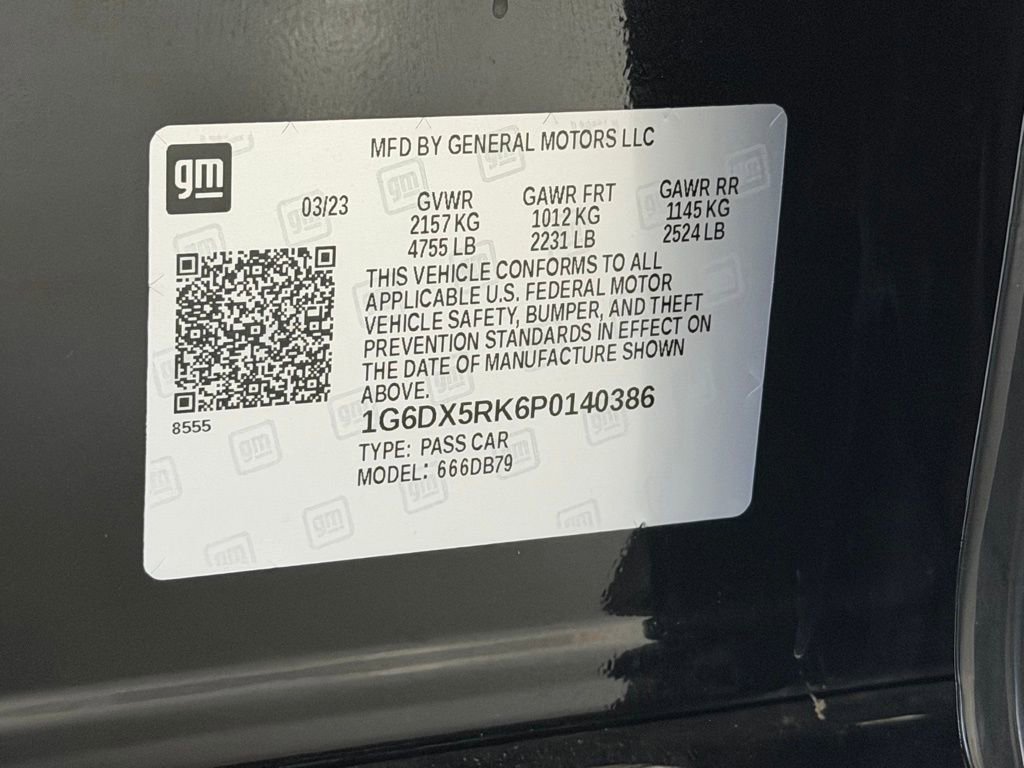 gm
MFD BY GENERAL MOTORS LLC
03/23
GVWR
2157 KG
4755 LB
GAWR FRT
1012 KG
2231 LB
GAWR RR
1145 KG
2524 LB
THIS VEHICLE CONFORMS TO ALL
APPLICABLE U.S. FEDERAL MOTOR
VEHICLE SAFETY, BUMPER, AND THEFT
PREVENTION STANDARDS IN EFFECT ON
THE DATE OF MANUFACTURE SHOWN
ABOVE.
8555
1G6DX5RK6P0140386
TYPE: PASS CAR
MODEL: 666DB79